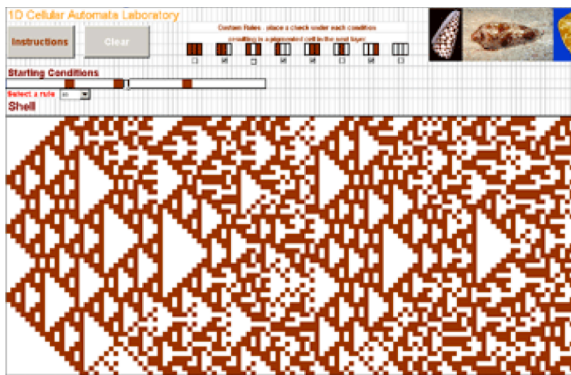 1D Cellular Automata Laboratory
Custom Rules - place a check under each condition
resulting in a pigmented cell in the next layer
Instructions
Clear
Starting Conditions
Select a rule
Shell